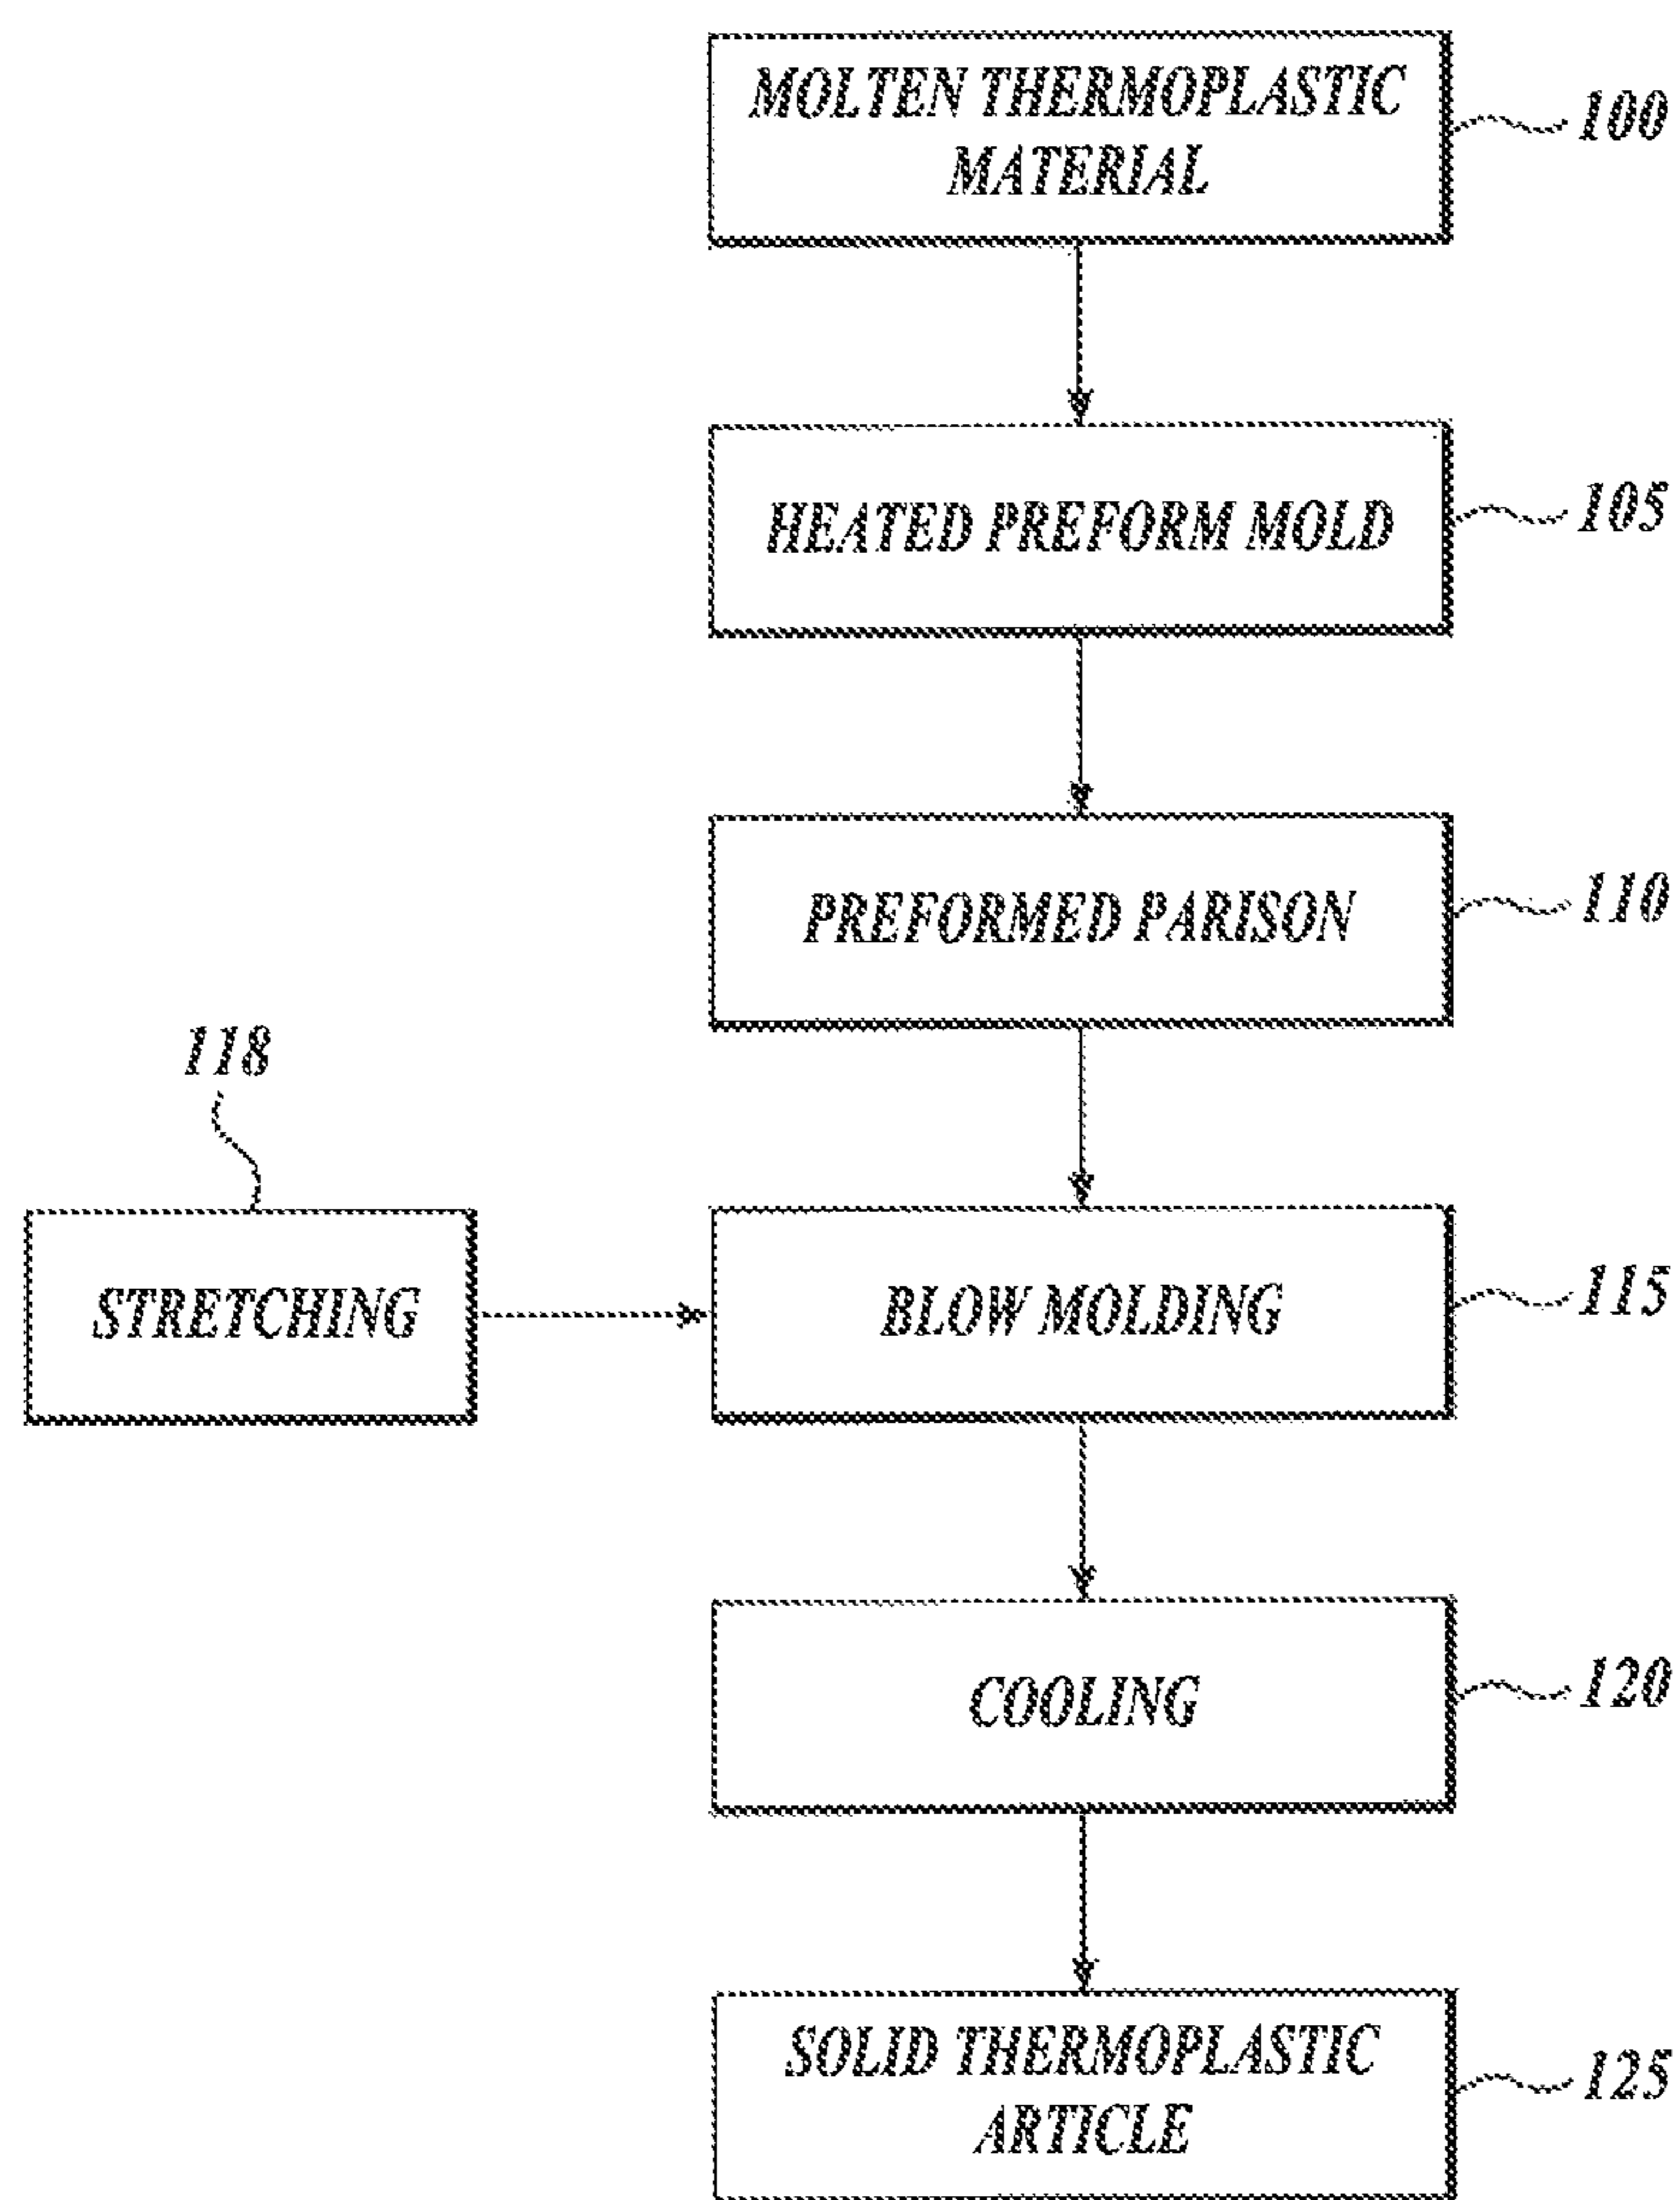 MOLTEN THERMOPLASTIC
MATERIAL
100
HEATED PREFORM MOLD
105
PREFORMED PARISON
110
118
STRETCHING
BLOW MOLDING
115
COOLING
120
SOLID THERMOPLASTIC
ARTICLE
125